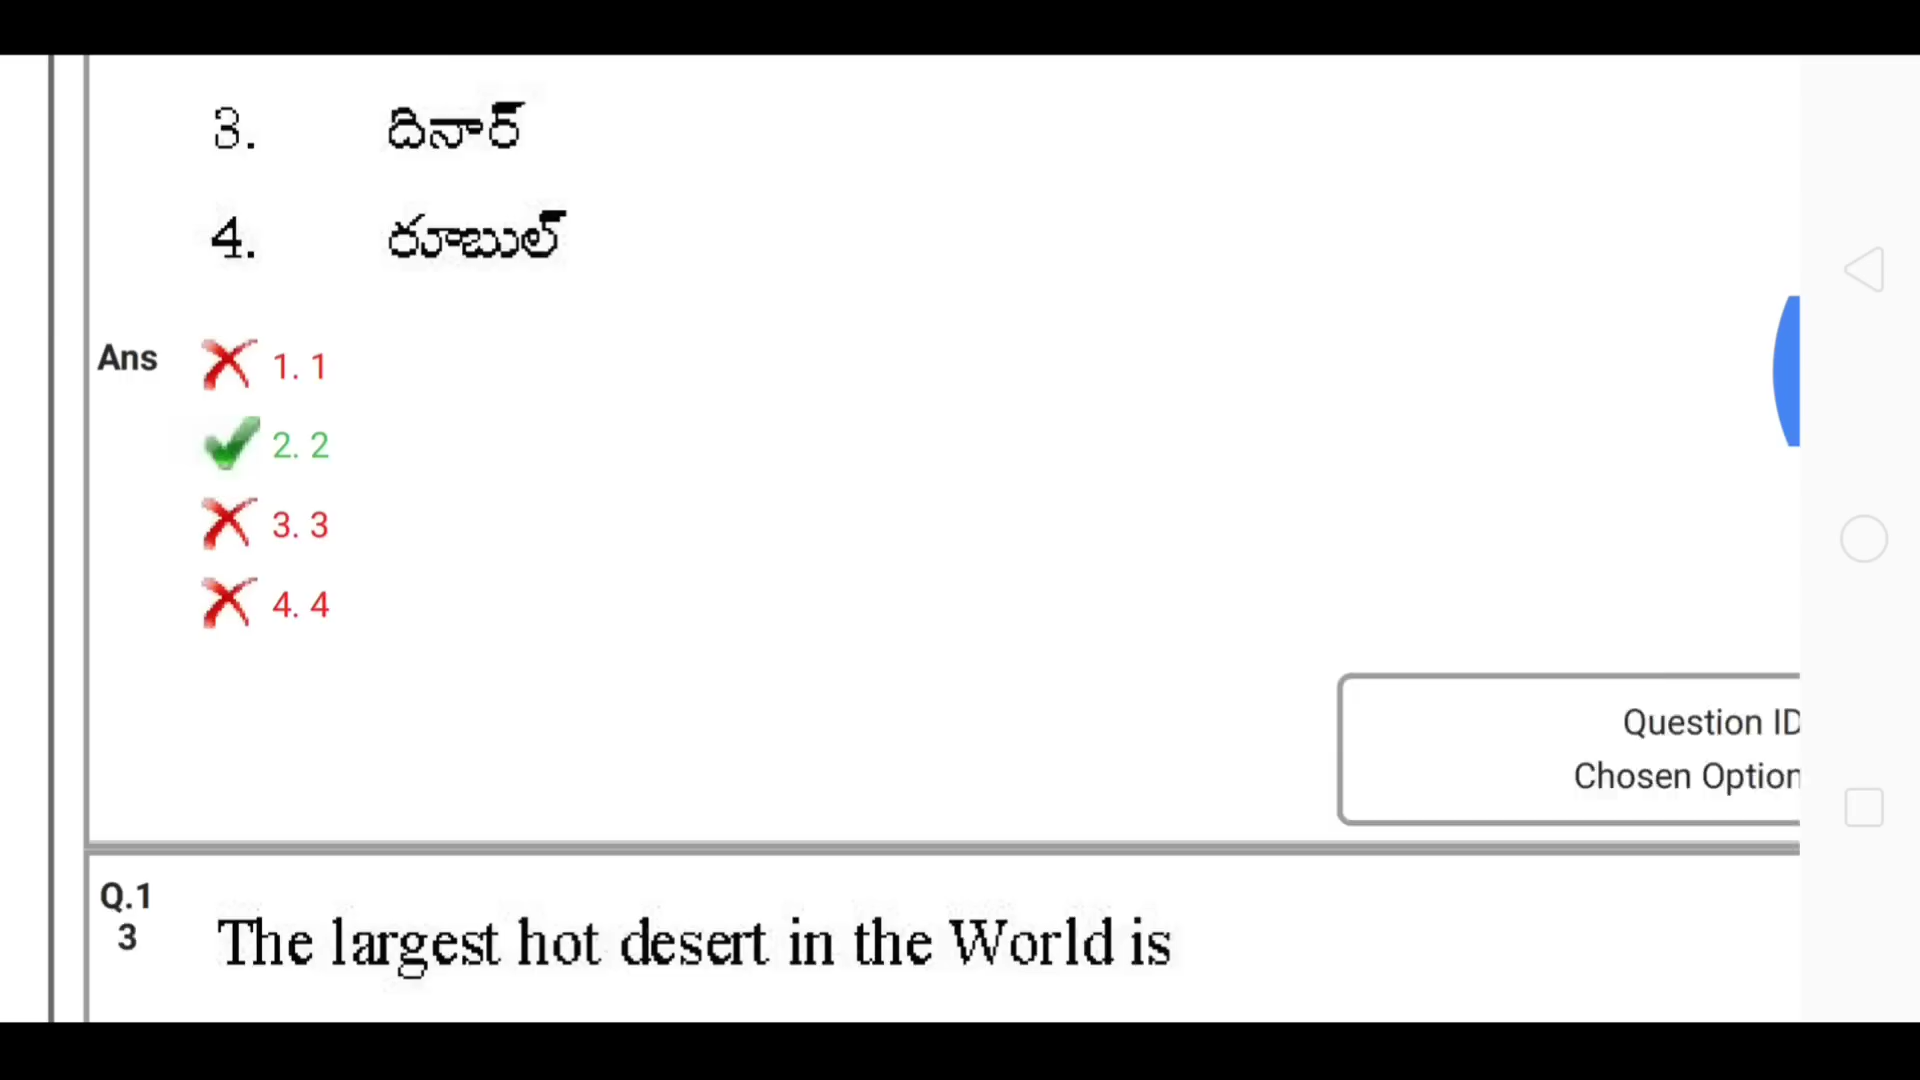 3. దినార్
4. రూబుల్
Ans 1. 1
2. 2
3. 3
4. 4
Question ID
Chosen Option
Q.1
3 The largest hot desert in the World is